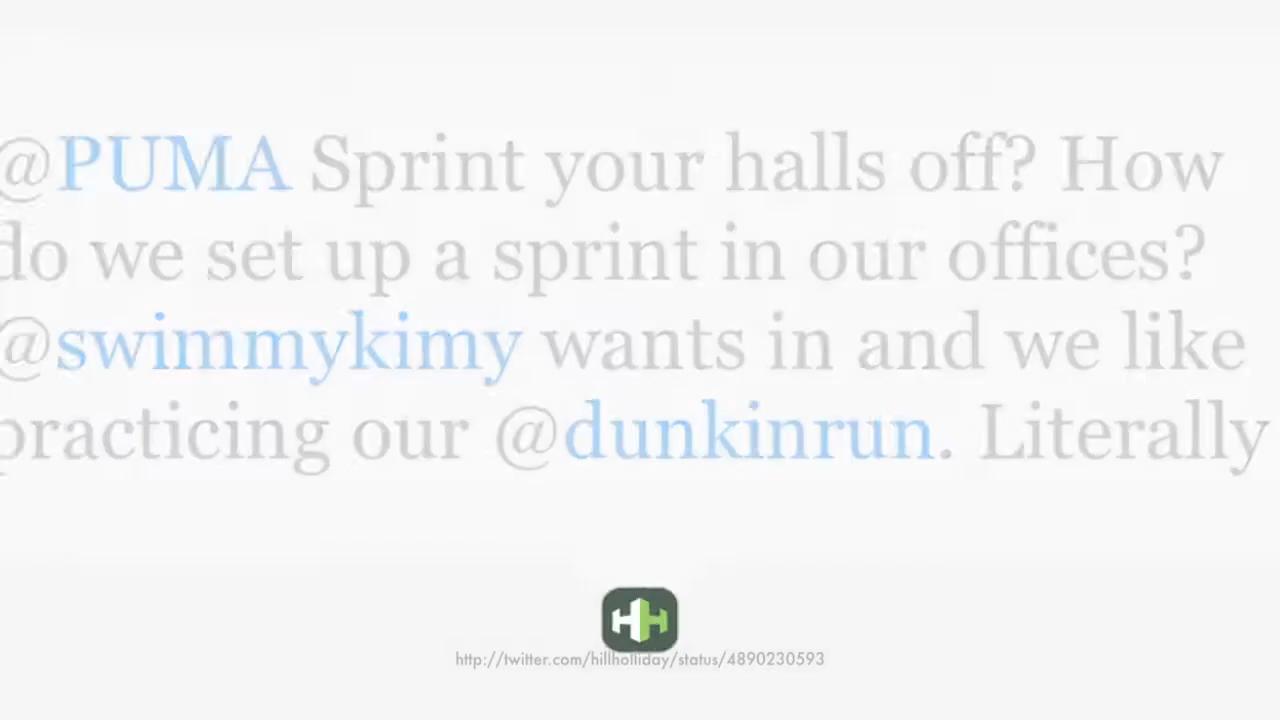 @PUMA Sprint your halls off? How
do we set up a sprint in our offices?
@swimmykimy wants in and we like
practicing our @dunkinrun. Literally
HH
http://twitter.com/hillholliday/status/4890230593